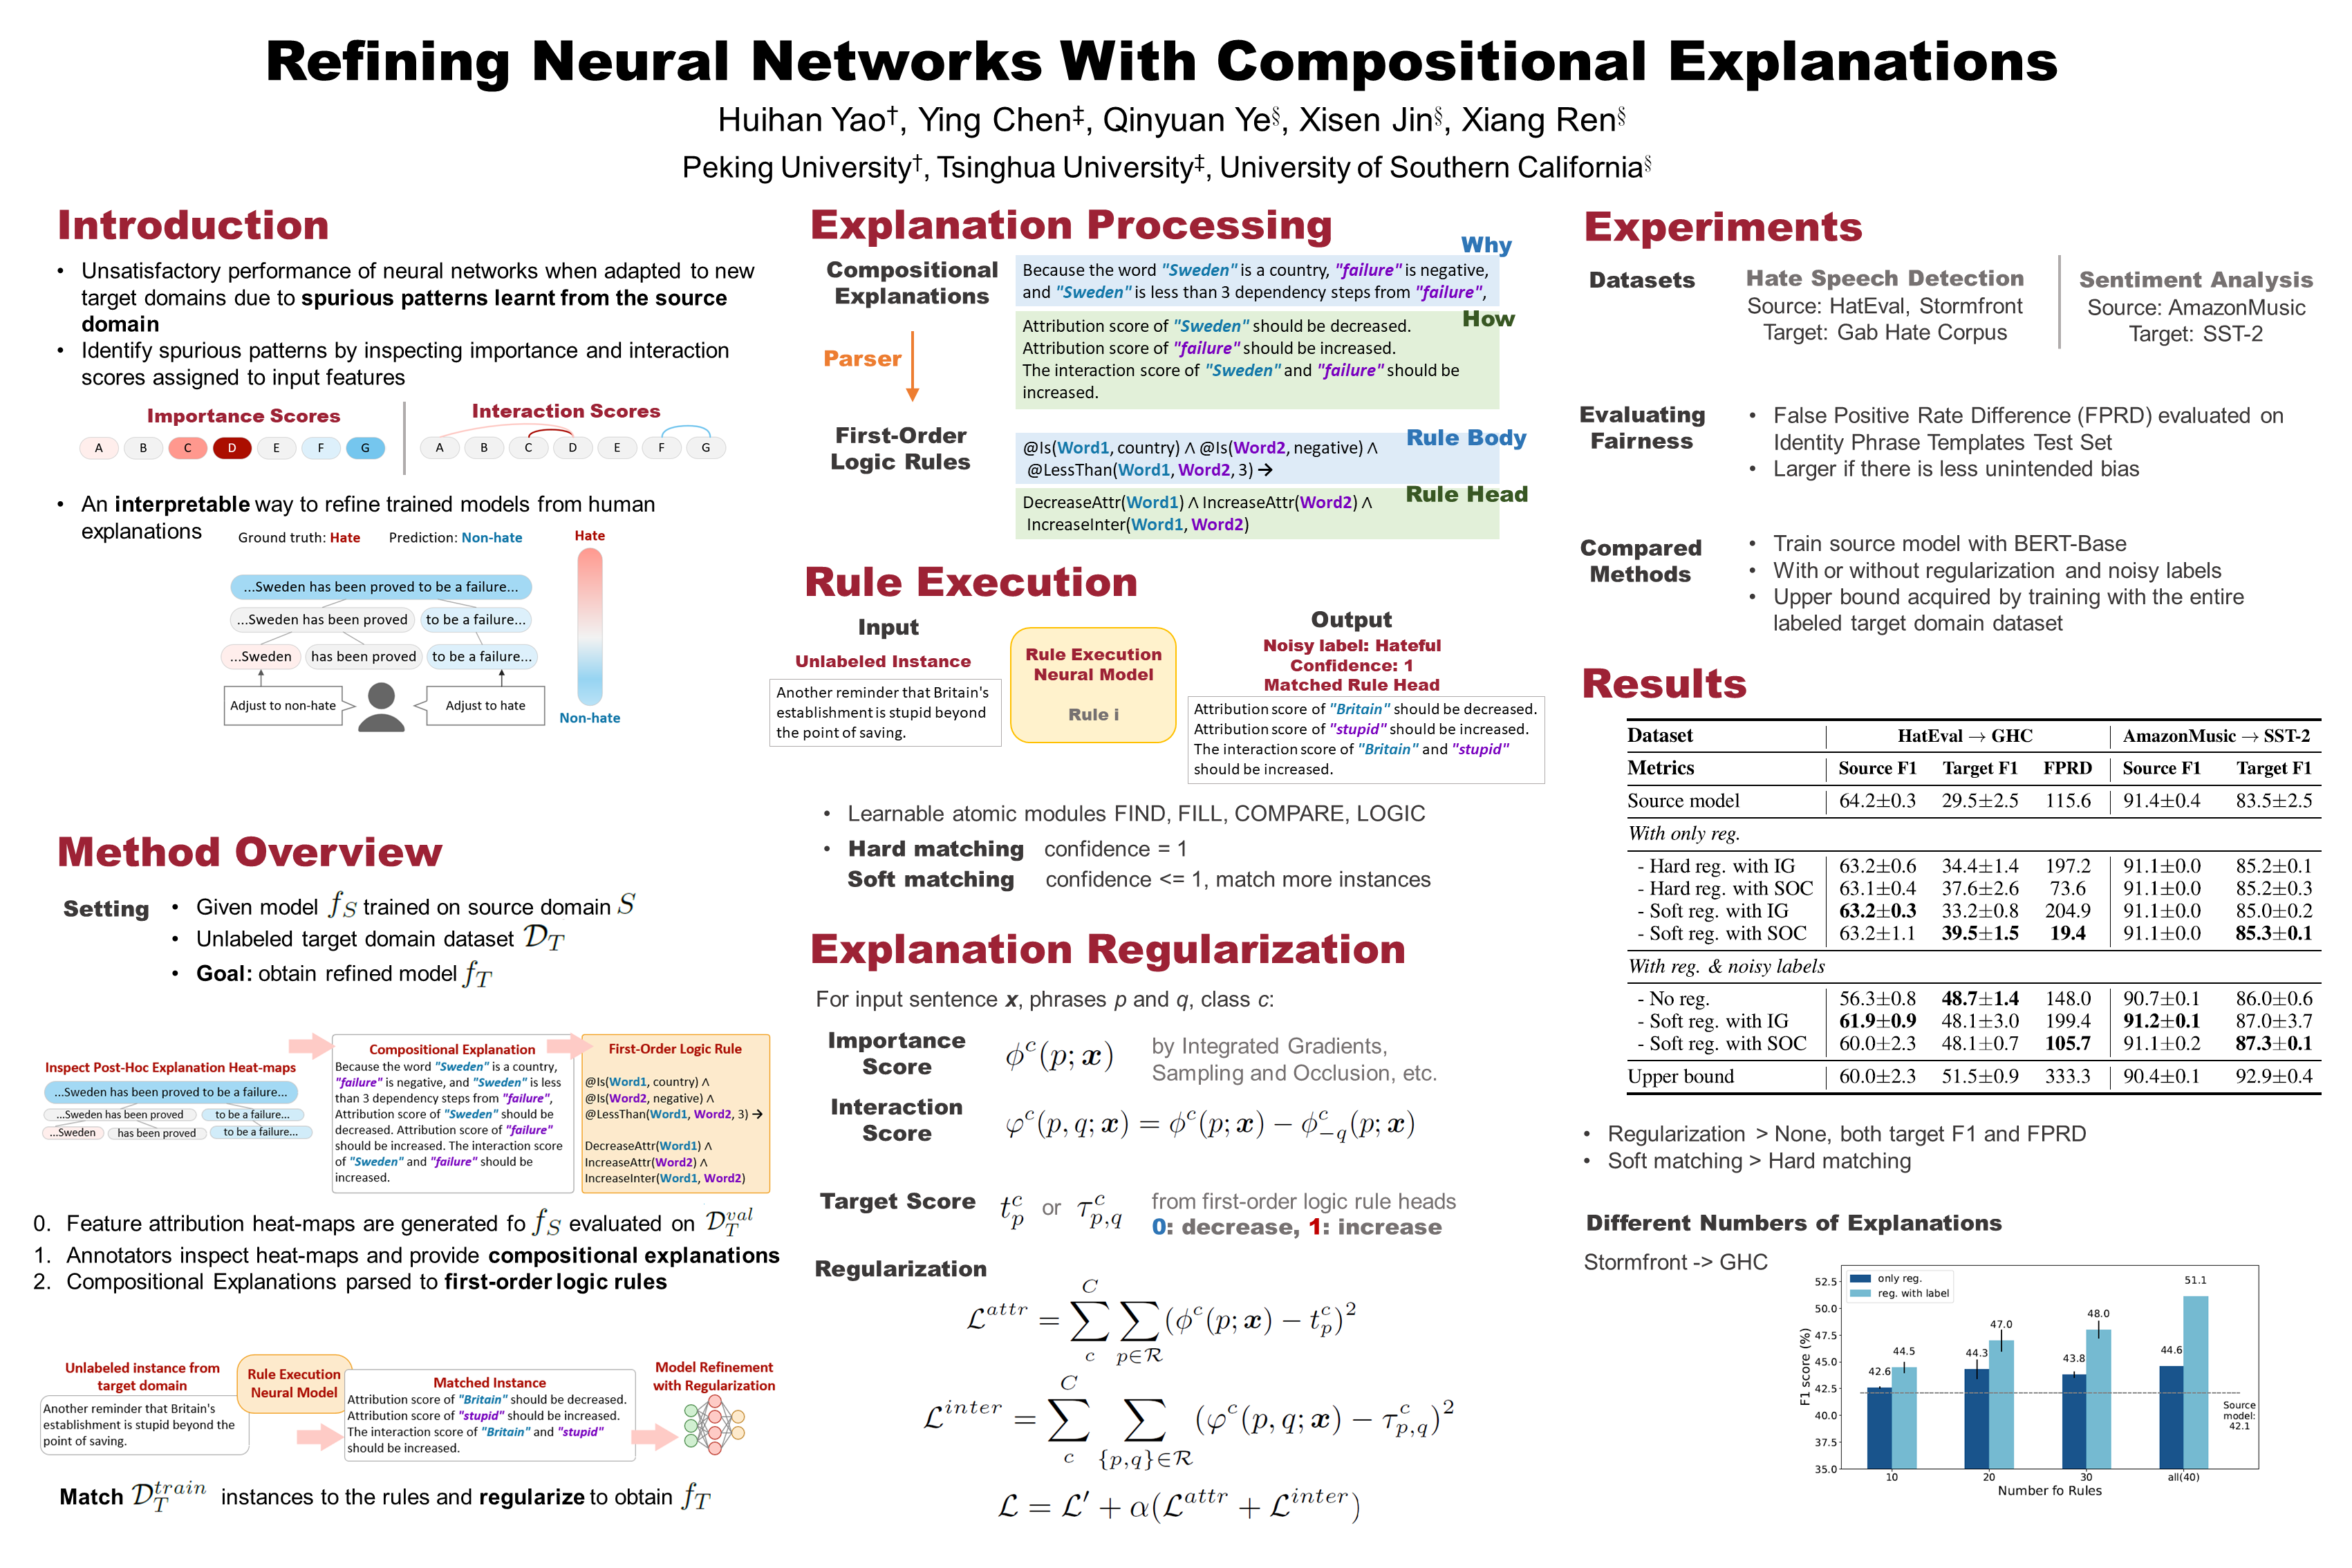 Refining Neural Networks With Compositional Explanations
Huihan Yao†, Ying Chen‡, Qinyuan Ye§, Xisen Jin§, Xiang Ren§
Peking University†, Tsinghua University‡, University of Southern California§
Introduction
• Unsatisfactory performance of neural networks when adapted to new
target domains due to spurious patterns learnt from the source
domain
• Identify spurious patterns by inspecting importance and interaction
scores assigned to input features
Importance Scores
A B C D E F G
Interaction Scores
A B C D E F G
• An interpretable way to refine trained models from human
explanations
Ground truth: Hate Prediction: Non-hate
Hate
...Sweden has been proved to be a failure...
...Sweden has been proved to be a failure...
...Sweden has been proved to be a failure...
Adjust to non-hate Adjust to hate
Non-hate
Method Overview
Setting
• Given model f_S trained on source domain S
• Unlabeled target domain dataset 𝒟_T
• Goal: obtain refined model f_T
Inspect Post-Hoc Explanation Heat-maps
...Sweden has been proved to be a failure...
...Sweden has been proved to be a failure...
...Sweden has been proved to be a failure...
Compositional Explanation
Because the word "Sweden" is a country,
"failure" is negative, and "Sweden" is less
than 3 dependency steps from "failure",
Attribution score of "Sweden" should be
decreased. Attribution score of "failure"
should be increased. The interaction score
of "Sweden" and "failure" should be
increased.
First-Order Logic Rule
@Is(Word1, country) ∧
@Is(Word2, negative) ∧
@LessThan(Word1, Word2, 3) →
DecreaseAttr(Word1) ∧
IncreaseAttr(Word2) ∧
IncreaseInter(Word1, Word2)
0. Feature attribution heat-maps are generated fo f_S evaluated on 𝒟_T^{val}
1. Annotators inspect heat-maps and provide compositional explanations
2. Compositional Explanations parsed to first-order logic rules
Unlabeled instance from
target domain
Another reminder that Britain's
establishment is stupid beyond the
point of saving.
Rule Execution
Neural Model
Matched Instance
Attribution score of "Britain" should be decreased.
Attribution score of "stupid" should be increased.
The interaction score of "Britain" and "stupid"
should be increased.
Model Refinement
with Regularization
Match 𝒟_T^{train} instances to the rules and regularize to obtain f_T
Explanation Processing
Compositional
Explanations
Why
Because the word "Sweden" is a country, "failure" is negative,
and "Sweden" is less than 3 dependency steps from "failure",
How
Attribution score of "Sweden" should be decreased.
Attribution score of "failure" should be increased.
The interaction score of "Sweden" and "failure" should be
increased.
Parser
First-Order
Logic Rules
Rule Body
@Is(Word1, country) ∧ @Is(Word2, negative) ∧
@LessThan(Word1, Word2, 3) →
Rule Head
DecreaseAttr(Word1) ∧ IncreaseAttr(Word2) ∧
IncreaseInter(Word1, Word2)
Rule Execution
Input
Unlabeled Instance
Another reminder that Britain's
establishment is stupid beyond
the point of saving.
Rule Execution
Neural Model
Rule i
Output
Noisy label: Hateful
Confidence: 1
Matched Rule Head
Attribution score of "Britain" should be decreased.
Attribution score of "stupid" should be increased.
The interaction score of "Britain" and "stupid"
should be increased.
• Learnable atomic modules FIND, FILL, COMPARE, LOGIC
• Hard matching confidence = 1
Soft matching confidence <= 1, match more instances
Explanation Regularization
For input sentence x, phrases p and q, class c:
Importance
Score
ϕ^c(p; x)
by Integrated Gradients,
Sampling and Occlusion, etc.
Interaction
Score
φ^c(p, q; x) = ϕ^c(p; x) − ϕ^c_{−q}(p; x)
Target Score t^c_p or τ^c_{p,q}
from first-order logic rule heads
0: decrease, 1: increase
Regularization
ℒ^{attr} = ∑_c^C ∑_{p∈ℛ} (ϕ^c(p; x) − t^c_p)^2
ℒ^{inter} = ∑_c^C ∑_{{p,q}∈ℛ} (φ^c(p, q; x) − τ^c_{p,q})^2
ℒ = ℒ′ + α(ℒ^{attr} + ℒ^{inter})
Experiments
Datasets
Hate Speech Detection
Source: HatEval, Stormfront
Target: Gab Hate Corpus
Sentiment Analysis
Source: AmazonMusic
Target: SST-2
Evaluating
Fairness
• False Positive Rate Difference (FPRD) evaluated on
Identity Phrase Templates Test Set
• Larger if there is less unintended bias
Compared
Methods
• Train source model with BERT-Base
• With or without regularization and noisy labels
• Upper bound acquired by training with the entire
labeled target domain dataset
Results
Dataset HatEval → GHC AmazonMusic → SST-2
Metrics Source F1 Target F1 FPRD Source F1 Target F1
Source model 64.2±0.3 29.5±2.5 115.6 91.4±0.4 83.5±2.5
With only reg.
- Hard reg. with IG 63.2±0.6 34.4±1.4 197.2 91.1±0.0 85.2±0.1
- Hard reg. with SOC 63.1±0.4 37.6±2.6 73.6 91.1±0.0 85.2±0.3
- Soft reg. with IG 63.2±0.3 33.2±0.8 204.9 91.1±0.0 85.0±0.2
- Soft reg. with SOC 63.2±1.1 39.5±1.5 19.4 91.1±0.0 85.3±0.1
With reg. & noisy labels
- No reg. 56.3±0.8 48.7±1.4 148.0 90.7±0.1 86.0±0.6
- Soft reg. with IG 61.9±0.9 48.1±3.0 199.4 91.2±0.1 87.0±3.7
- Soft reg. with SOC 60.0±2.3 48.1±0.7 105.7 91.1±0.2 87.3±0.1
Upper bound 60.0±2.3 51.5±0.9 333.3 90.4±0.1 92.9±0.4
• Regularization > None, both target F1 and FPRD
• Soft matching > Hard matching
Different Numbers of Explanations
Stormfront -> GHC
only reg.
reg. with label
F1 score (%)
52.5
50.0
47.5
45.0
42.5
40.0
37.5
35.0
42.6 44.5 44.3 47.0 43.8 48.0 44.6 51.1
Source
model:
42.1
10 20 30 all(40)
Number fo Rules